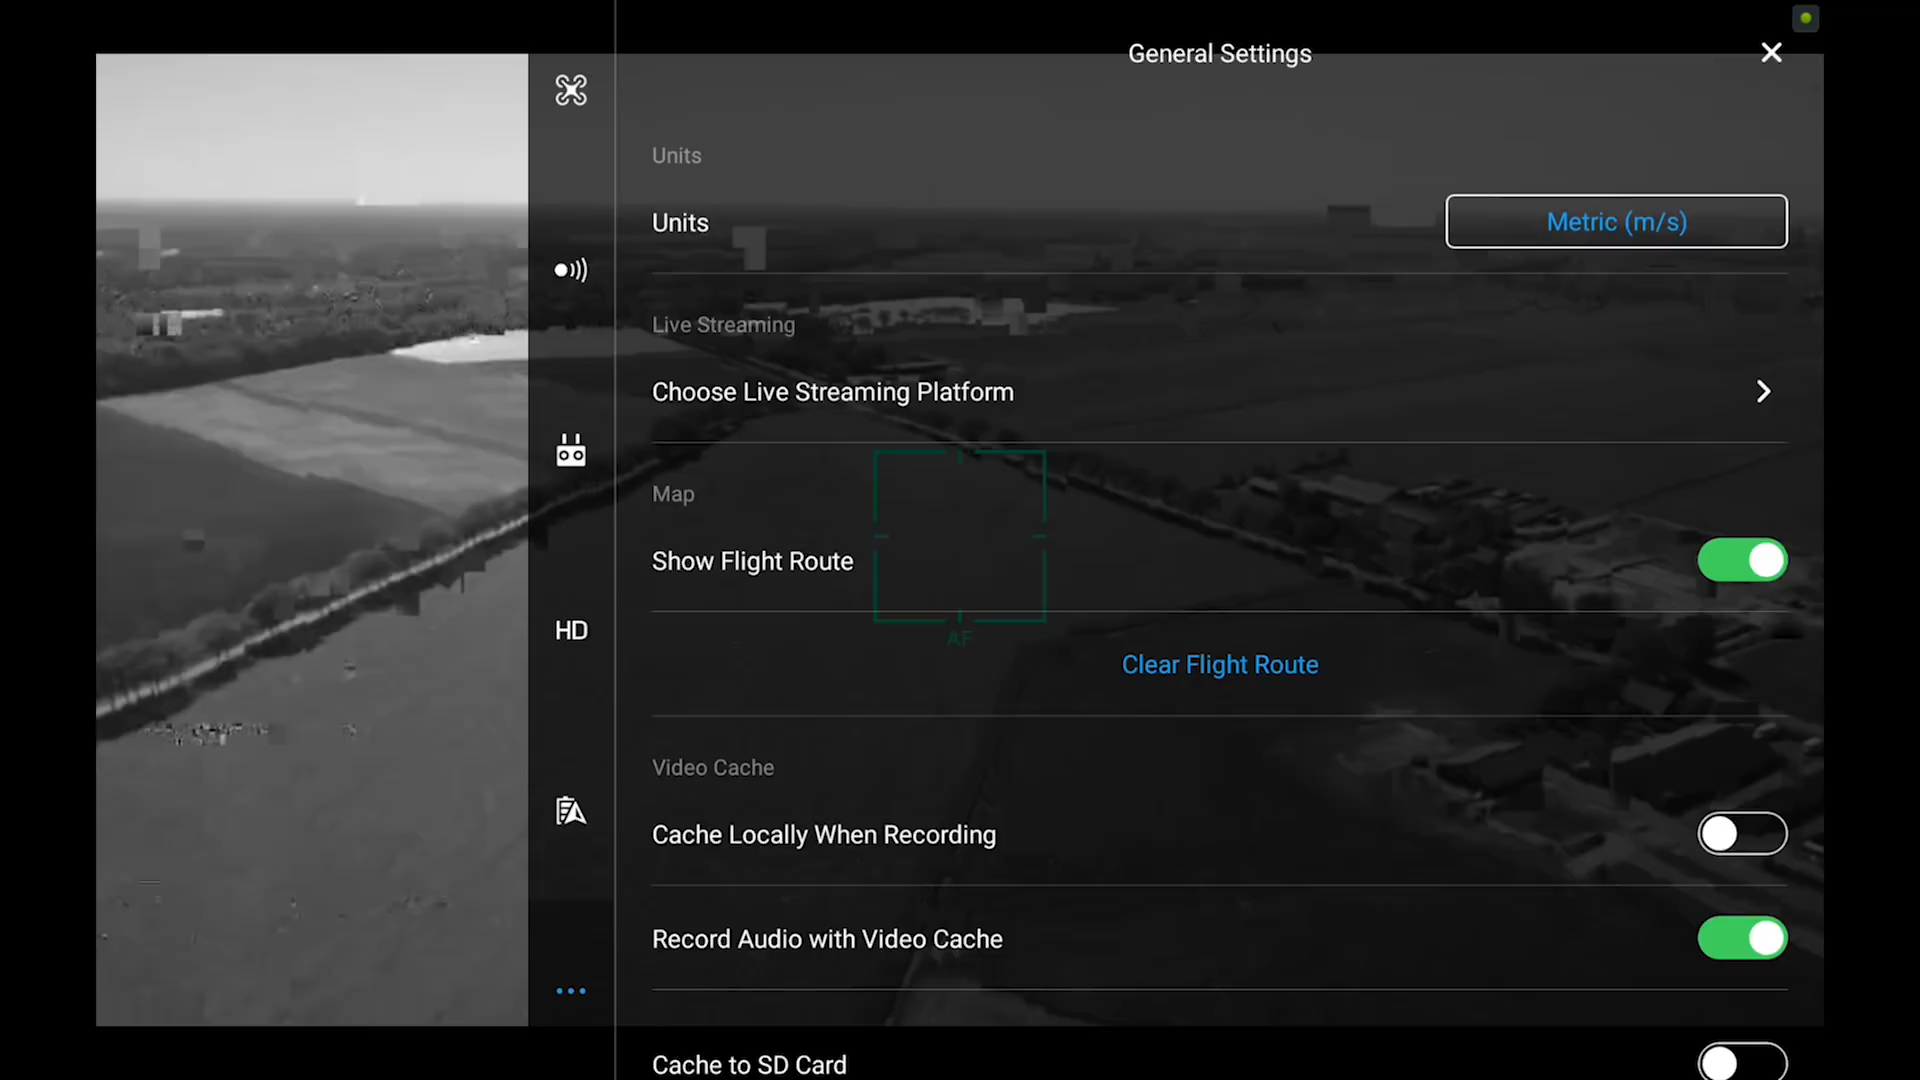 General Settings
Units
Units
Metric (m/s)
Live Streaming
Choose Live Streaming Platform
Map
Show Flight Route
AF
HD
Clear Flight Route
Video Cache
Cache Locally When Recording
Record Audio with Video Cache
Cache to SD Card